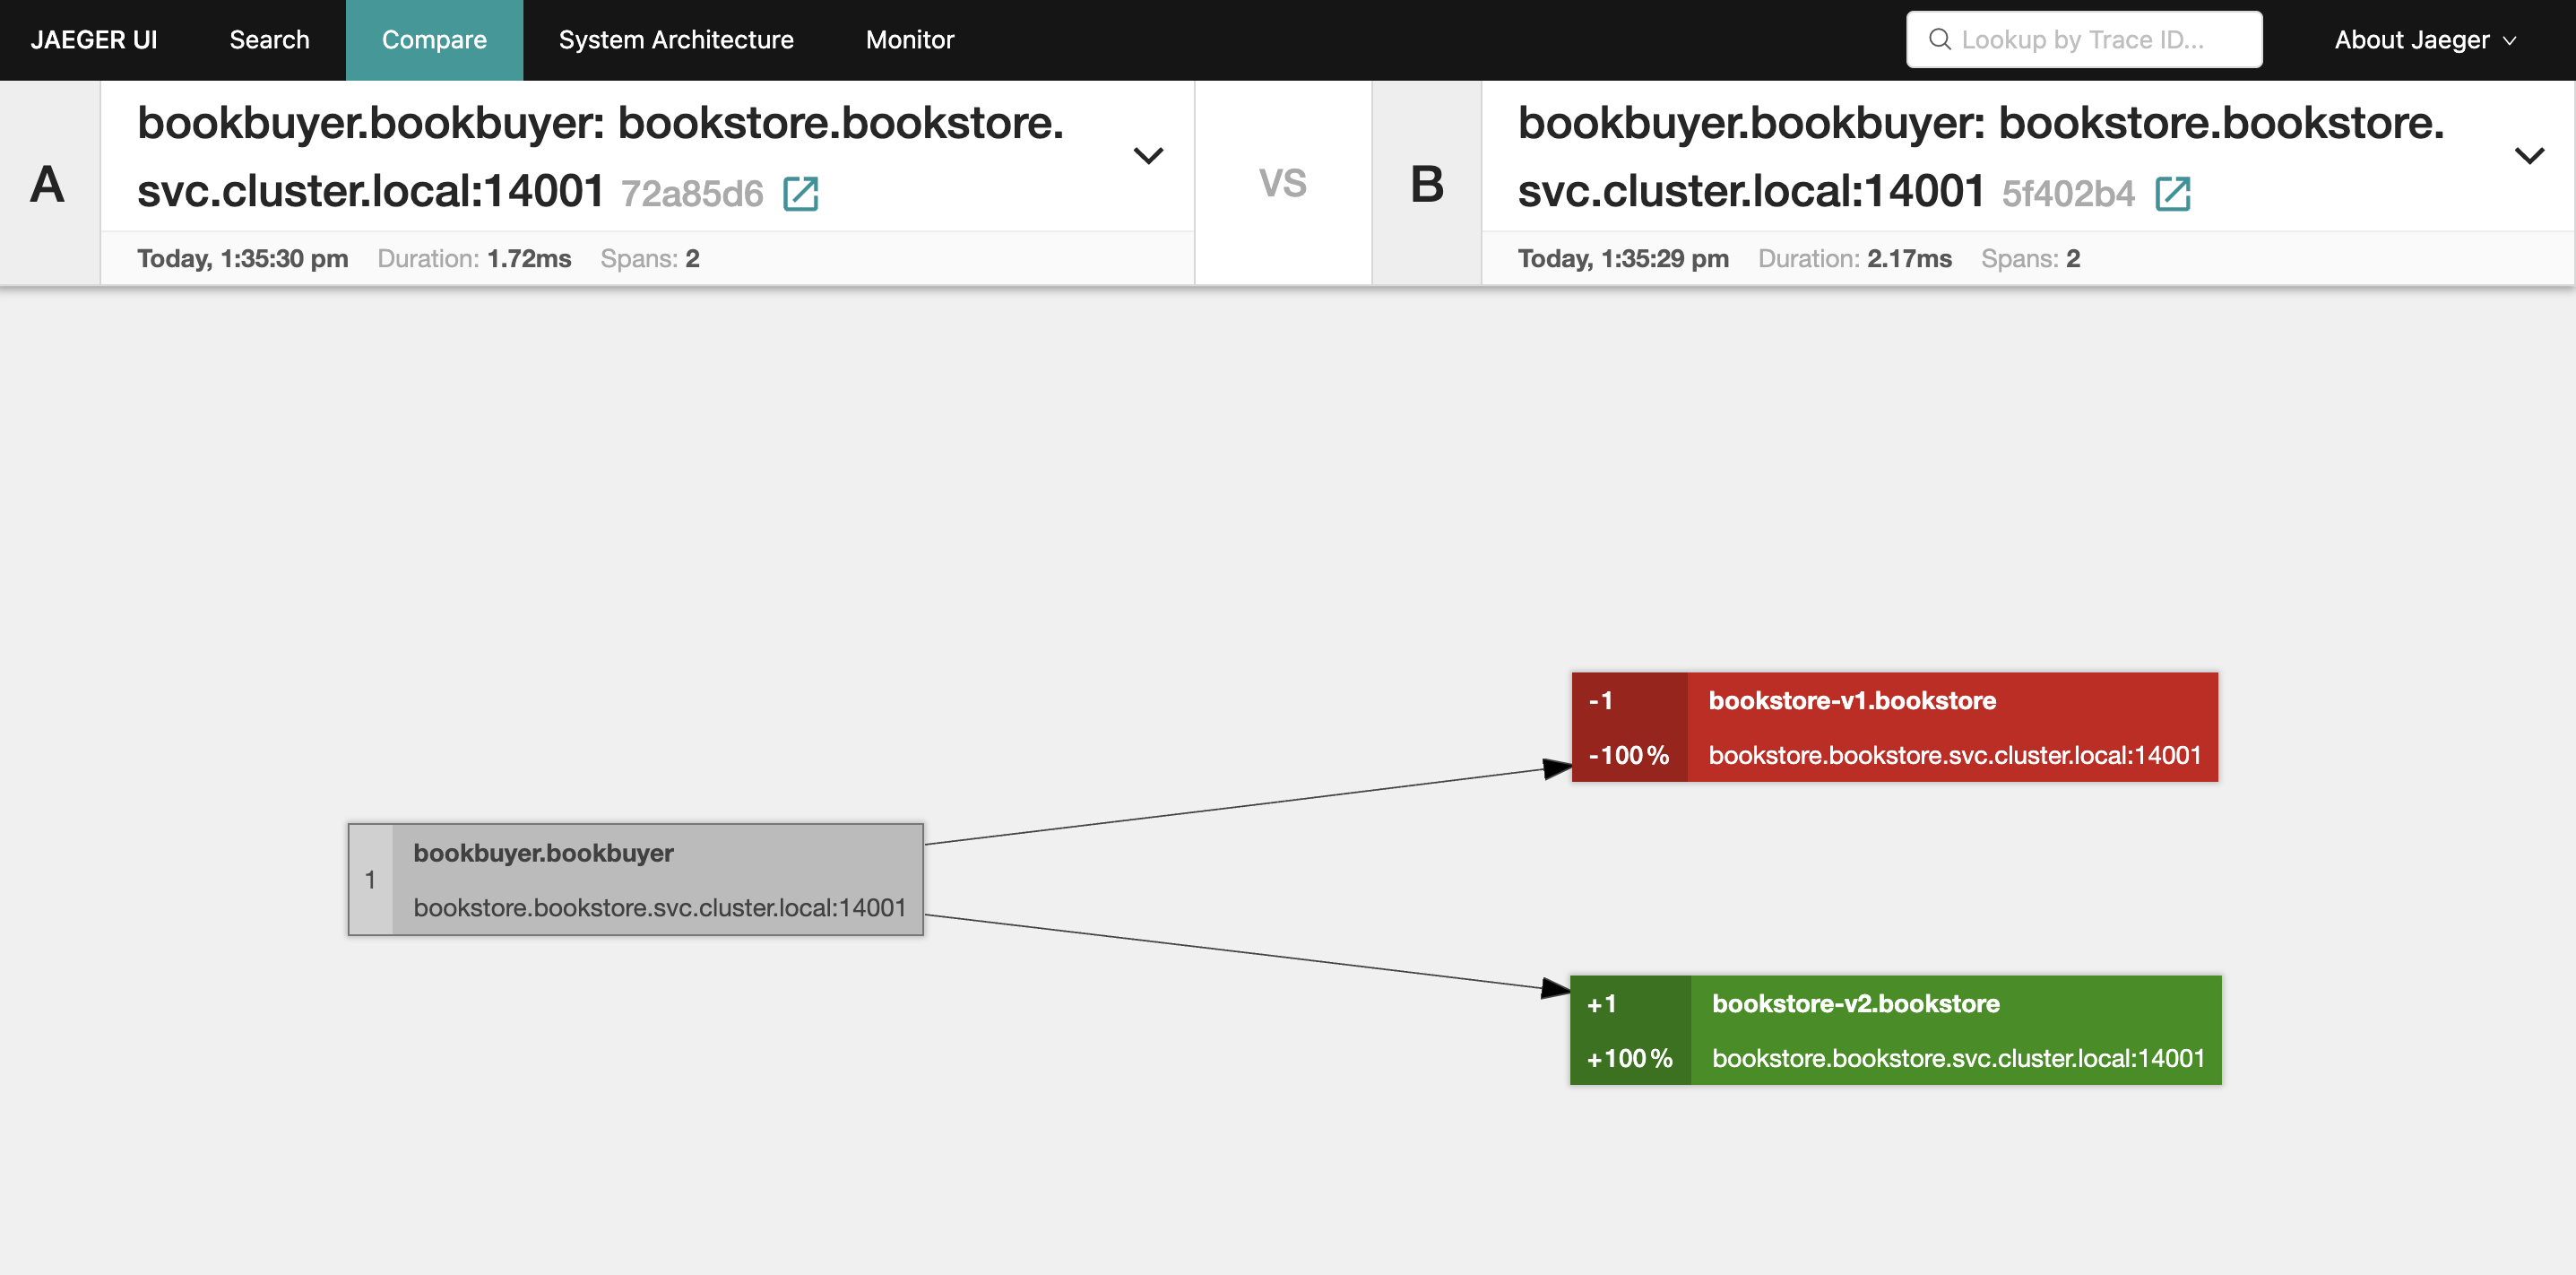 JAEGER UI Search Compare System Architecture Monitor Lookup by Trace ID... About Jaeger
A
bookbuyer.bookbuyer: bookstore.bookstore.
svc.cluster.local:14001 72a85d6
Today, 1:35:30 pm Duration: 1.72ms Spans: 2
VS
B
bookbuyer.bookbuyer: bookstore.bookstore.
svc.cluster.local:14001 5f402b4
Today, 1:35:29 pm Duration: 2.17ms Spans: 2
1
bookbuyer.bookbuyer
bookstore.bookstore.svc.cluster.local:14001
-1 bookstore-v1.bookstore
-100% bookstore.bookstore.svc.cluster.local:14001
+1 bookstore-v2.bookstore
+100% bookstore.bookstore.svc.cluster.local:14001